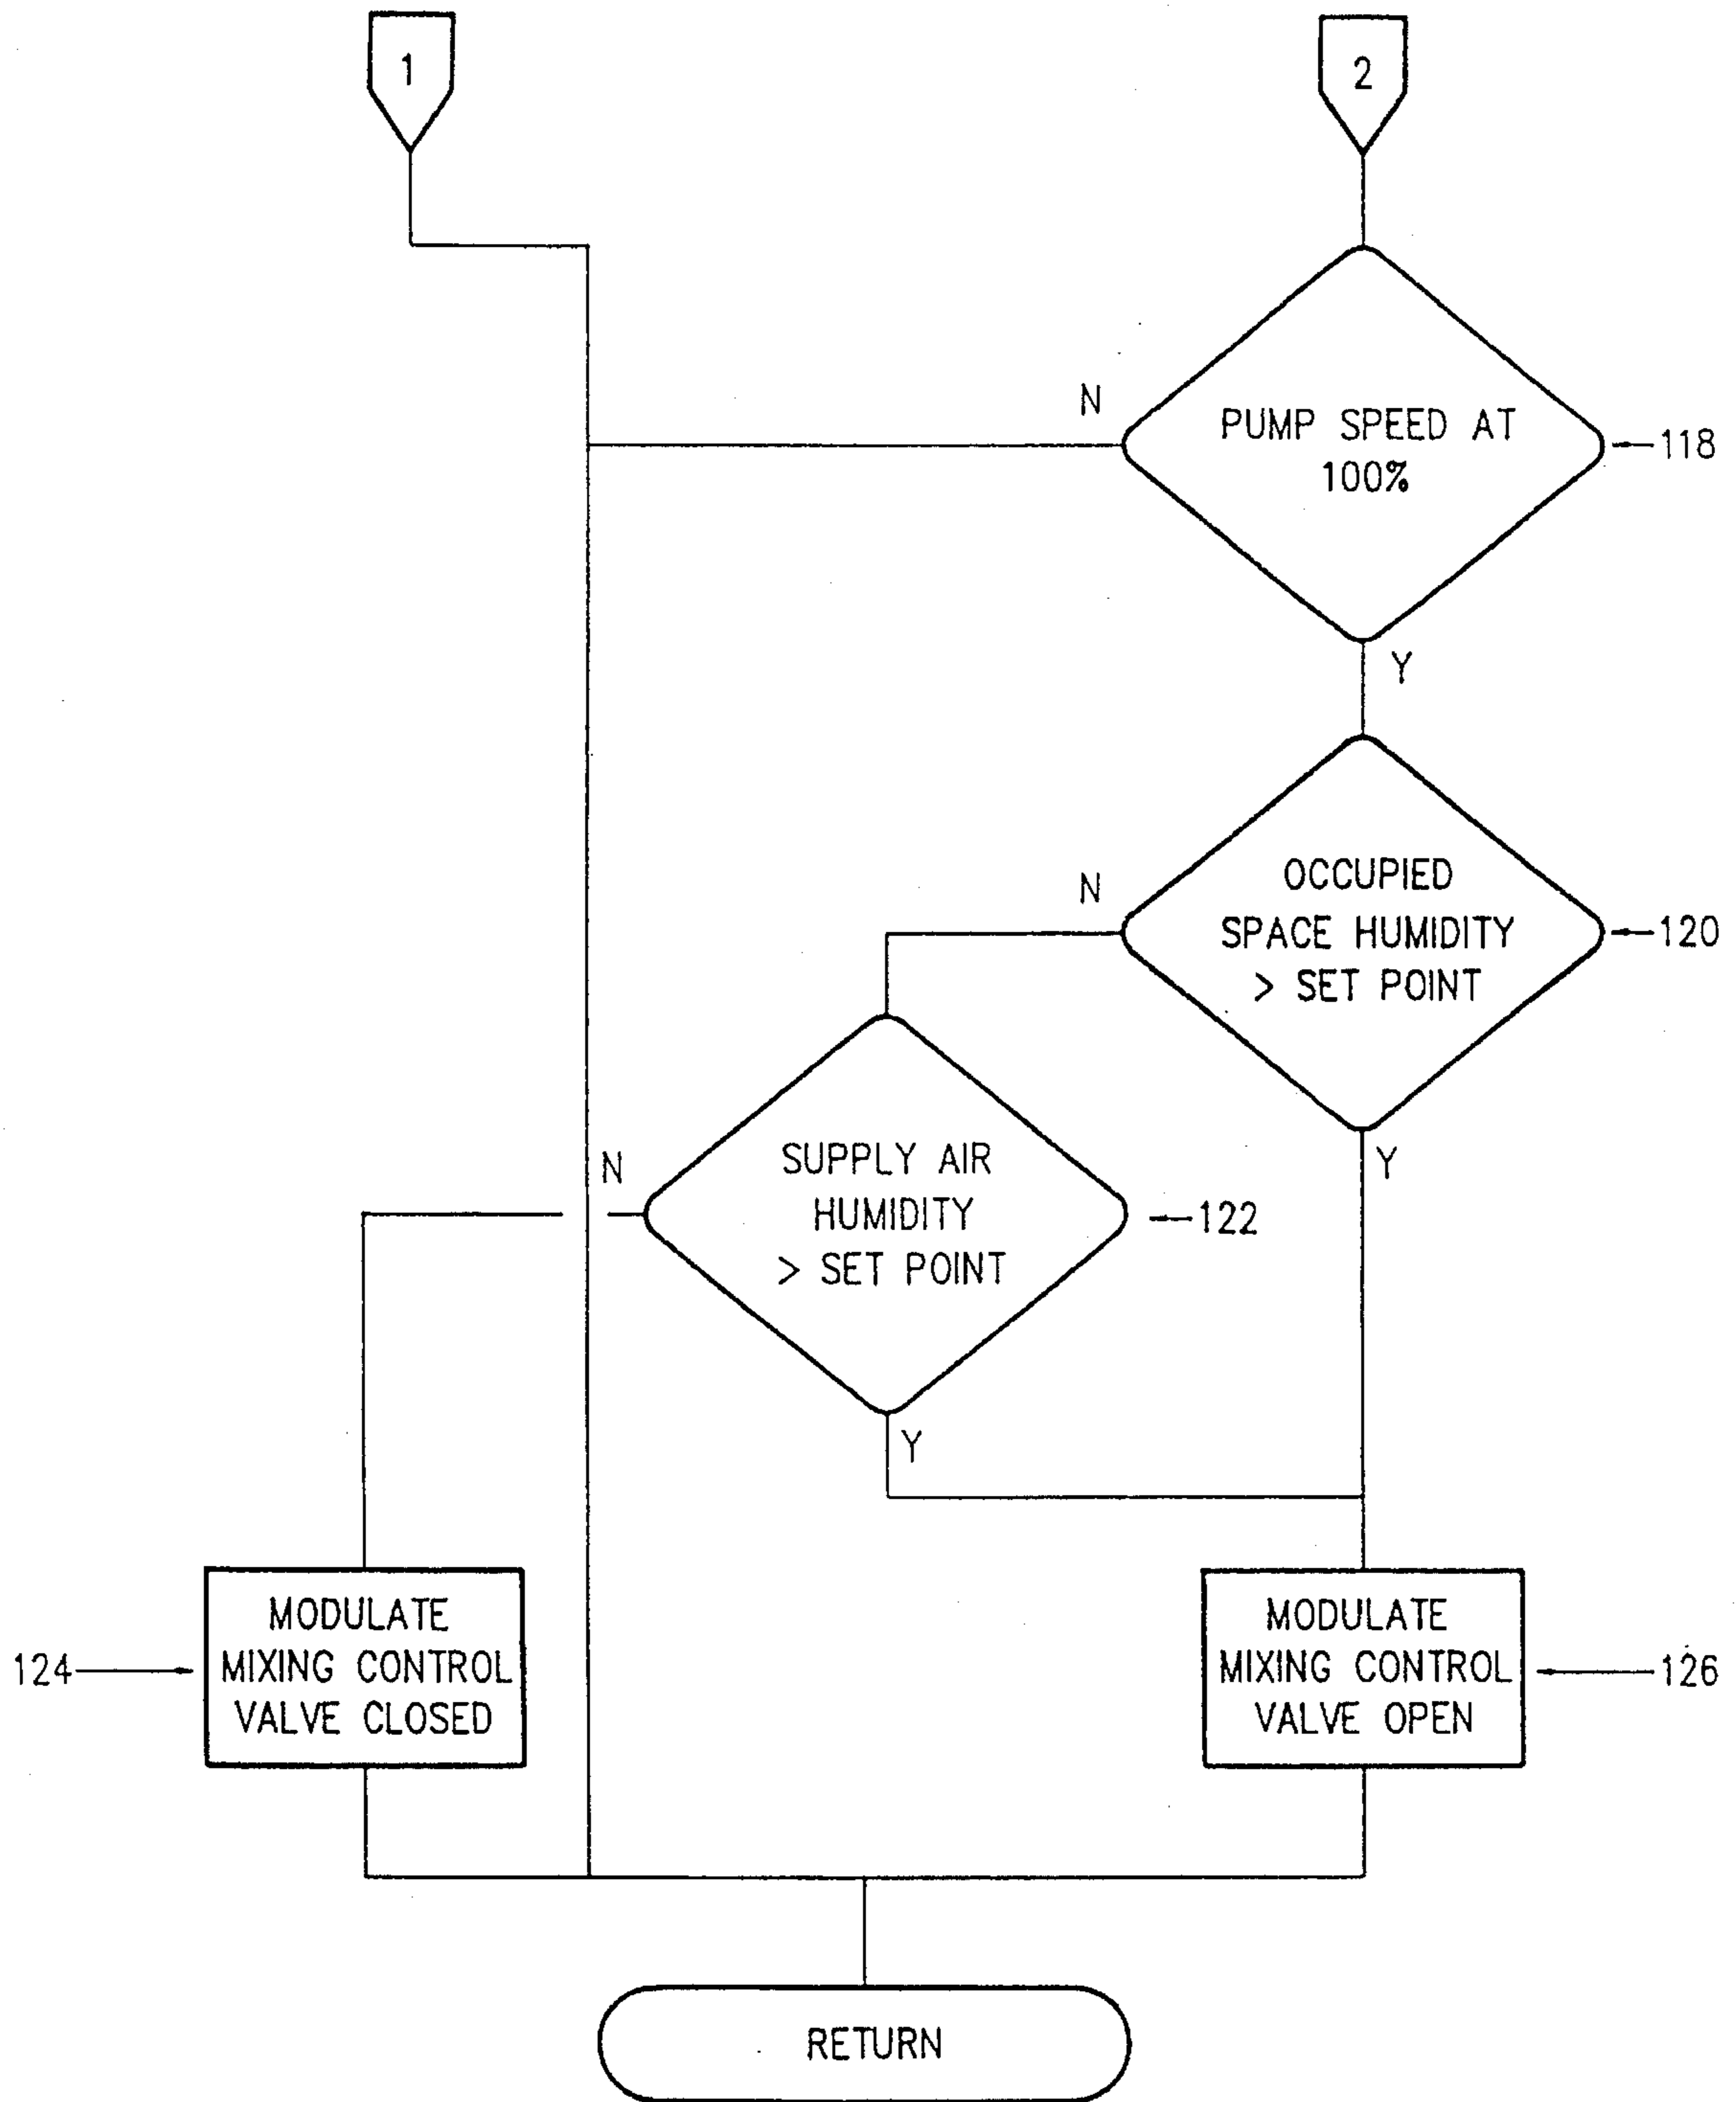 1
2
N
PUMP SPEED AT
100%
118
Y
N
OCCUPIED
SPACE HUMIDITY
> SET POINT
120
Y
N
SUPPLY AIR
HUMIDITY
> SET POINT
122
Y
124
MODULATE
MIXING CONTROL
VALVE CLOSED
MODULATE
MIXING CONTROL
VALVE OPEN
126
RETURN